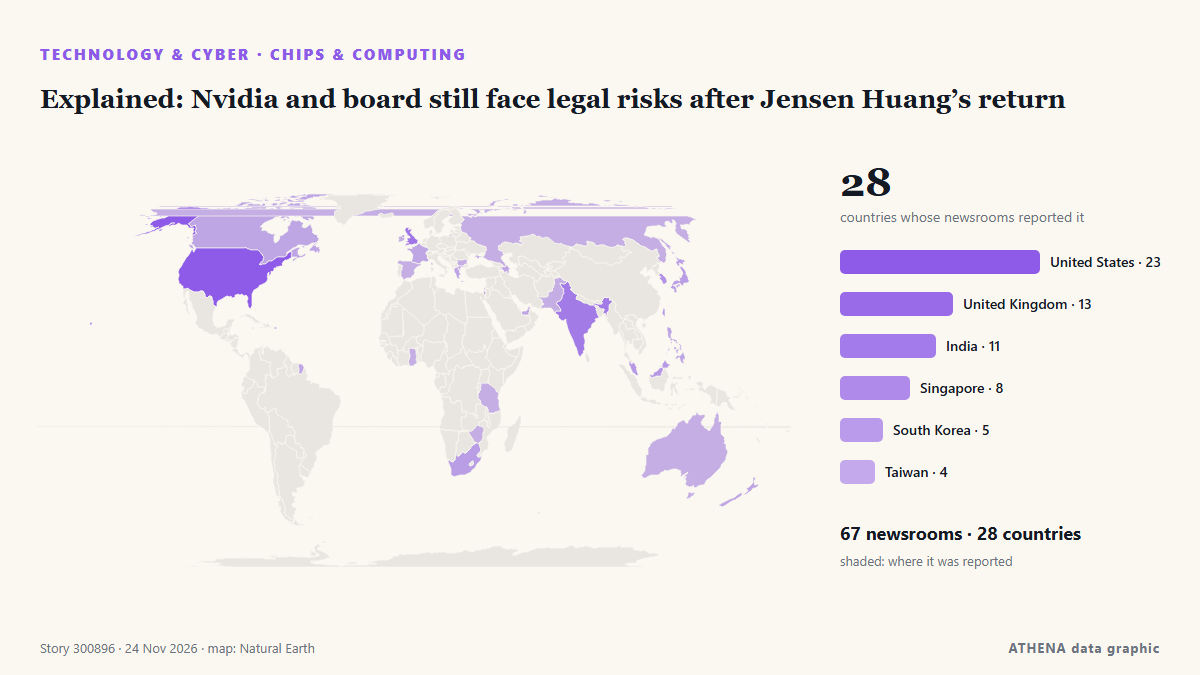 TECHNOLOGY & CYBER · CHIPS & COMPUTING
Explained: Nvidia and board still face legal risks after Jensen Huang’s return
28
countries whose newsrooms reported it
United States · 23
United Kingdom · 13
India · 11
Singapore · 8
South Korea · 5
Taiwan · 4
67 newsrooms · 28 countries
shaded: where it was reported
Story 300896 · 24 Nov 2026 · map: Natural Earth
ATHENA data graphic